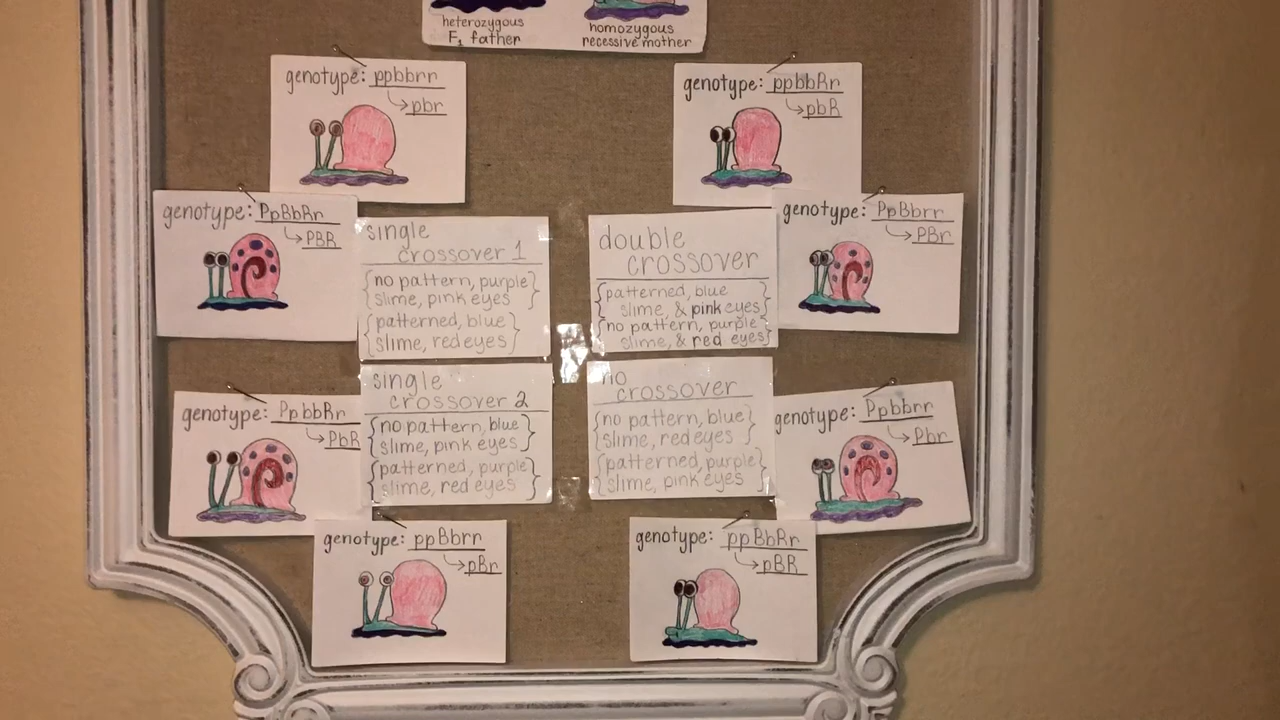 heterozygous
F₁ father
homozygous
recessive mother
genotype: ppbbrr
pbr
genotype: ppbbRr
pbR
genotype: PpBbRr
PBR
single
crossover 1
{no pattern, purple
slime, pink eyes}
{patterned, blue
slime, red eyes}
double
crossover
{patterned, blue
slime, & pink eyes}
{no pattern, purple
slime, & red eyes}
genotype: PpBbrr
PBr
genotype: PpbbRr
PbR
single
crossover 2
{no pattern, blue
slime, pink eyes}
{patterned, purple
slime, red eyes}
no
crossover
{no pattern, blue
slime, red eyes}
{patterned, purple
slime, pink eyes}
genotype: Ppbbrr
Pbr
genotype: ppBbrr
pBr
genotype: ppBbRr
pBR